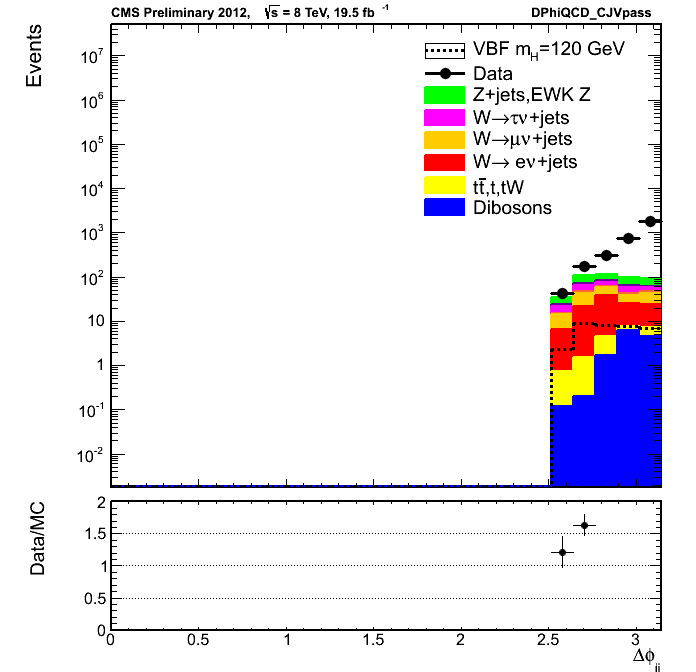 CMS Preliminary 2012, √s = 8 TeV, 19.5 fb⁻¹ DPhiQCD_CJVpass
Events
10⁷
10⁶
10⁵
10⁴
10³
10²
10
1
10⁻¹
10⁻²
VBF m_H=120 GeV
Data
Z+jets,EWK Z
W→τν+jets
W→μν+jets
W→ eν+jets
tt̄,t,tW
Dibosons
Data/MC
2
1.5
1
0.5
0
0 0.5 1 1.5 2 2.5 3
Δϕ_jj